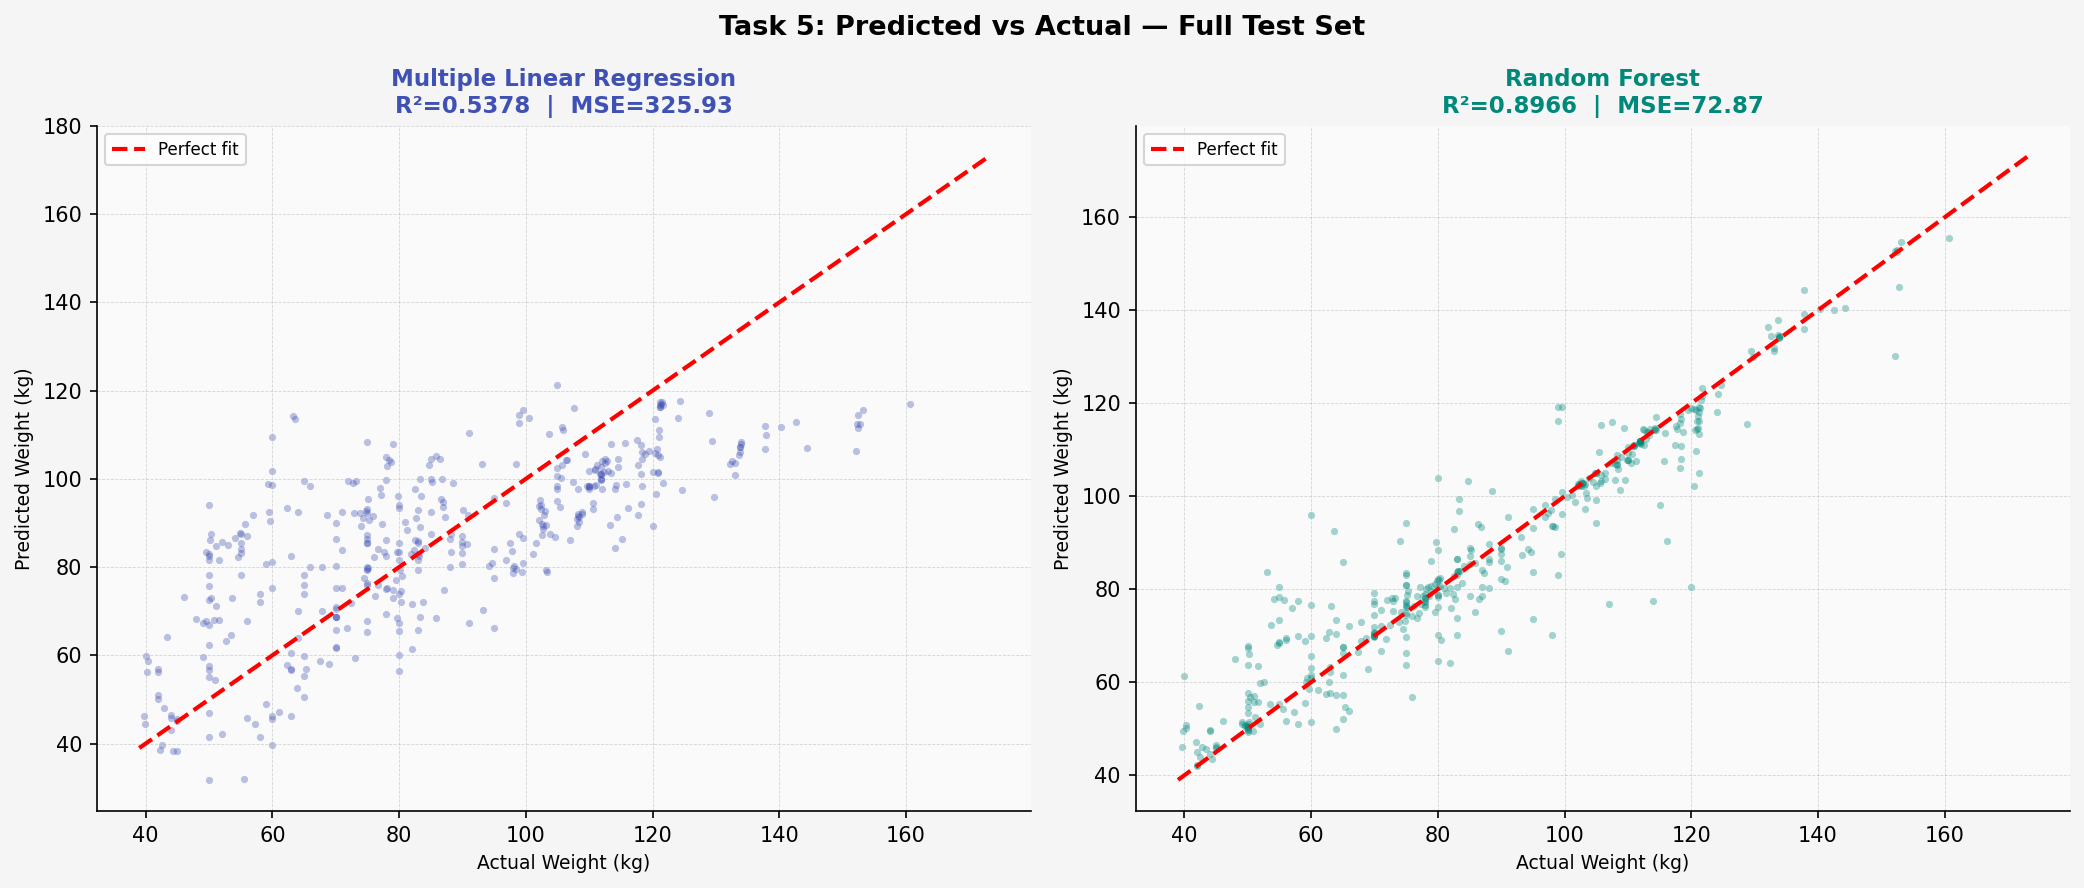 Task 5: Predicted vs Actual — Full Test Set
Multiple Linear Regression
R²=0.5378 | MSE=325.93
Perfect fit
180
160
140
120
100
80
60
40
Predicted Weight (kg)
40 60 80 100 120 140 160
Actual Weight (kg)
Random Forest
R²=0.8966 | MSE=72.87
Perfect fit
160
140
120
100
80
60
40
Predicted Weight (kg)
40 60 80 100 120 140 160
Actual Weight (kg)